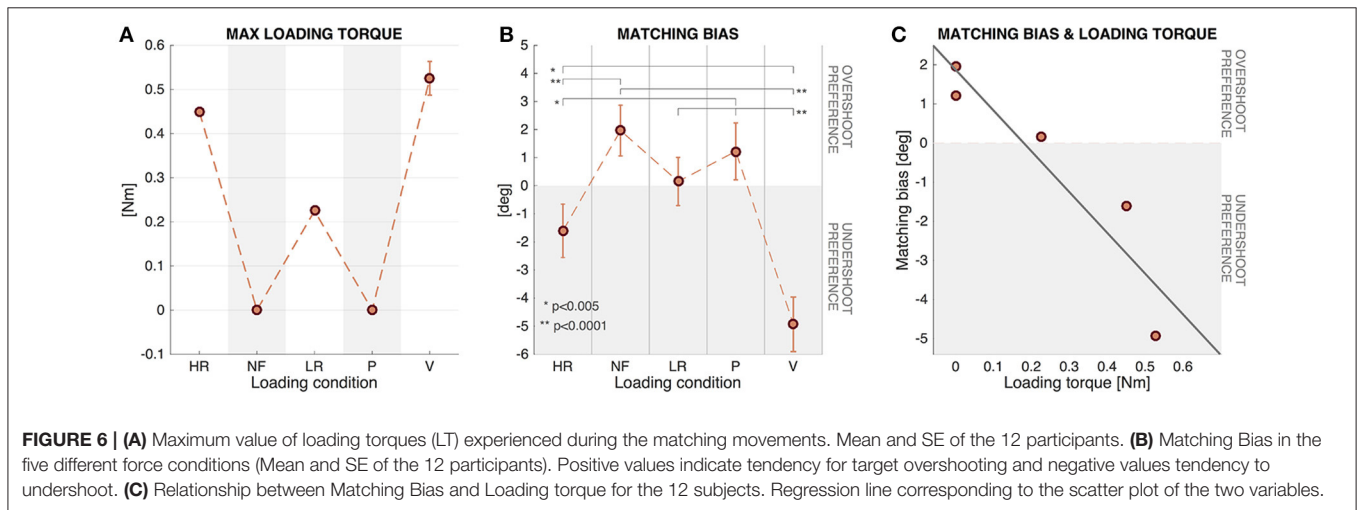 A
MAX LOADING TORQUE
0.6
0.5
0.4
0.3
0.2
0.1
0
-0.1
[Nm]
HR NF LR P V
Loading condition
B
MATCHING BIAS
5
4
3
2
1
0
-1
-2
-3
-4
-5
-6
[deg]
*
**
*
**
**
* p<0.005
** p<0.0001
OVERSHOOT
PREFERENCE
UNDERSHOOT
PREFERENCE
HR NF LR P V
Loading condition
C
MATCHING BIAS & LOADING TORQUE
2
1
0
-1
-2
-3
-4
-5
Matching bias [deg]
OVERSHOOT
PREFERENCE
UNDERSHOOT
PREFERENCE
0 0.1 0.2 0.3 0.4 0.5 0.6
Loading torque [Nm]
FIGURE 6 | (A) Maximum value of loading torques (LT) experienced during the matching movements. Mean and SE of the 12 participants. (B) Matching Bias in the
five different force conditions (Mean and SE of the 12 participants). Positive values indicate tendency for target overshooting and negative values tendency to
undershoot. (C) Relationship between Matching Bias and Loading torque for the 12 subjects. Regression line corresponding to the scatter plot of the two variables.